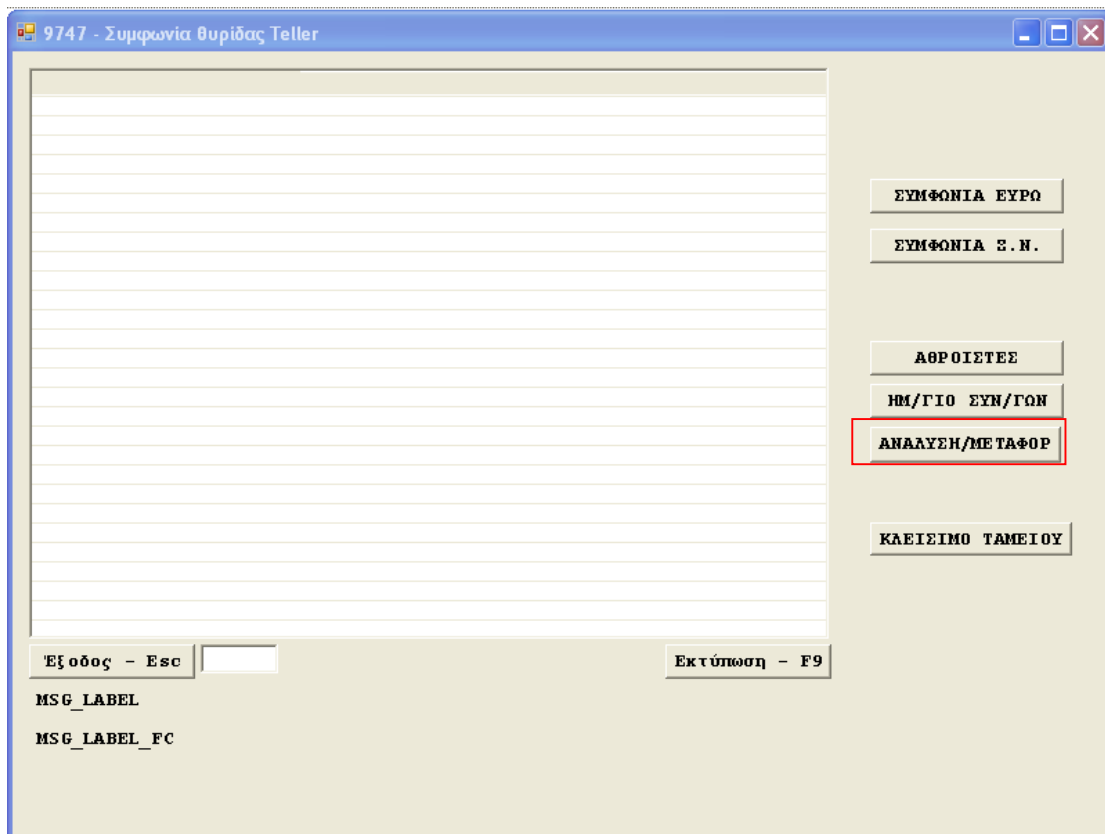 9747 - Συμφωνία θυρίδας Teller
ΣΥΜΦΩΝΙΑ ΕΥΡΩ
ΣΥΜΦΩΝΙΑ Ξ.Ν.
ΑΘΡΟΙΣΤΕΣ
ΗΜ/ΓΙΟ ΣΥΝ/ΓΩΝ
ΑΝΑΛΥΣΗ/ΜΕΤΑΦΟΡ
ΚΛΕΙΣΙΜΟ ΤΑΜΕΙΟΥ
Έξοδος - Esc
Εκτύπωση - F9
MSG_LABEL
MSG_LABEL_FC